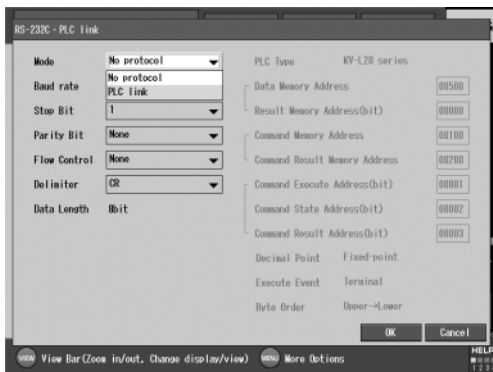 RS-232C・PLC link
Mode No protocol
No protocol
PLC link
Baud rate
Stop Bit 1
Parity Bit None
Flow Control None
Delimiter CR
Data Length 8bit
PLC Type KV-L20 series
Data Memory Address 00500
Result Memory Address(bit) 00000
Command Memory Address 00100
Command Result Memory Address 00200
Command Execute Address(bit) 00001
Command State Address(bit) 00002
Command Result Address(bit) 00003
Decimal Point Fixed-point
Execute Event Terminal
Byte Order Upper→Lower
OK Cancel
VIEW View Bar(Zoom in/out, Change display/view) MENU More Options
HELP
1 2 3